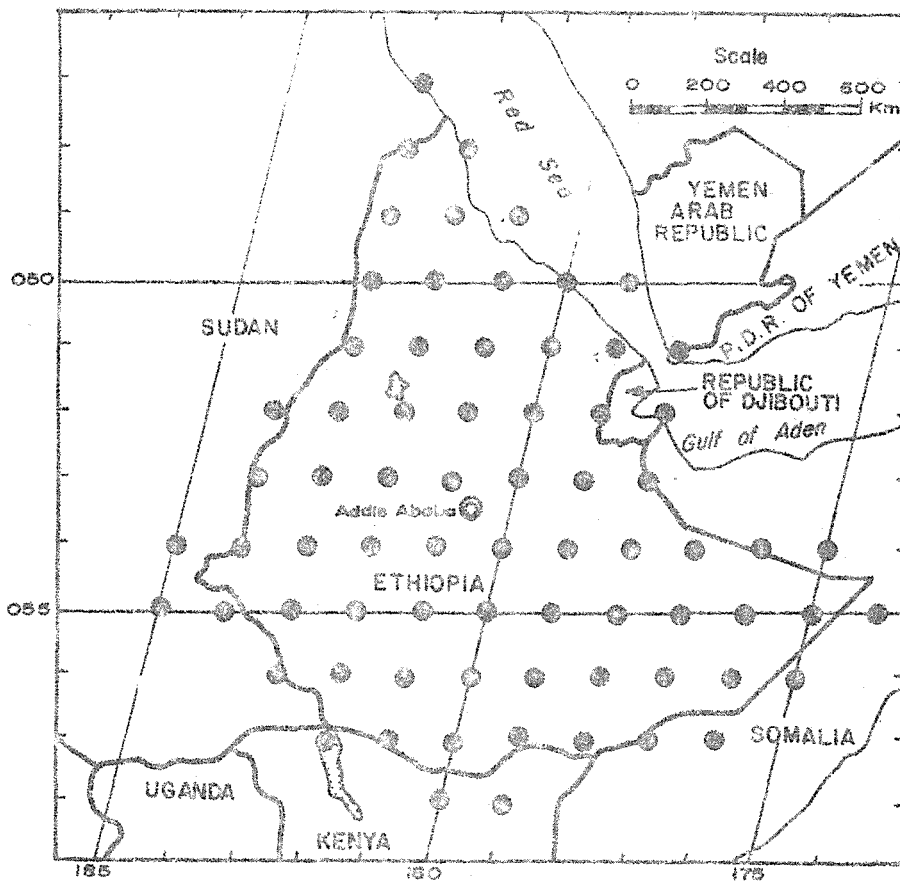 Scale
0 200 400 600
Km
Red Sea
YEMEN
ARAB
REPUBLIC
050
P.D.R. OF YEMEN
SUDAN
REPUBLIC
OF DJIBOUTI
Gulf of Aden
Addis Ababa
ETHIOPIA
055
SOMALIA
UGANDA
KENYA
185 180 175